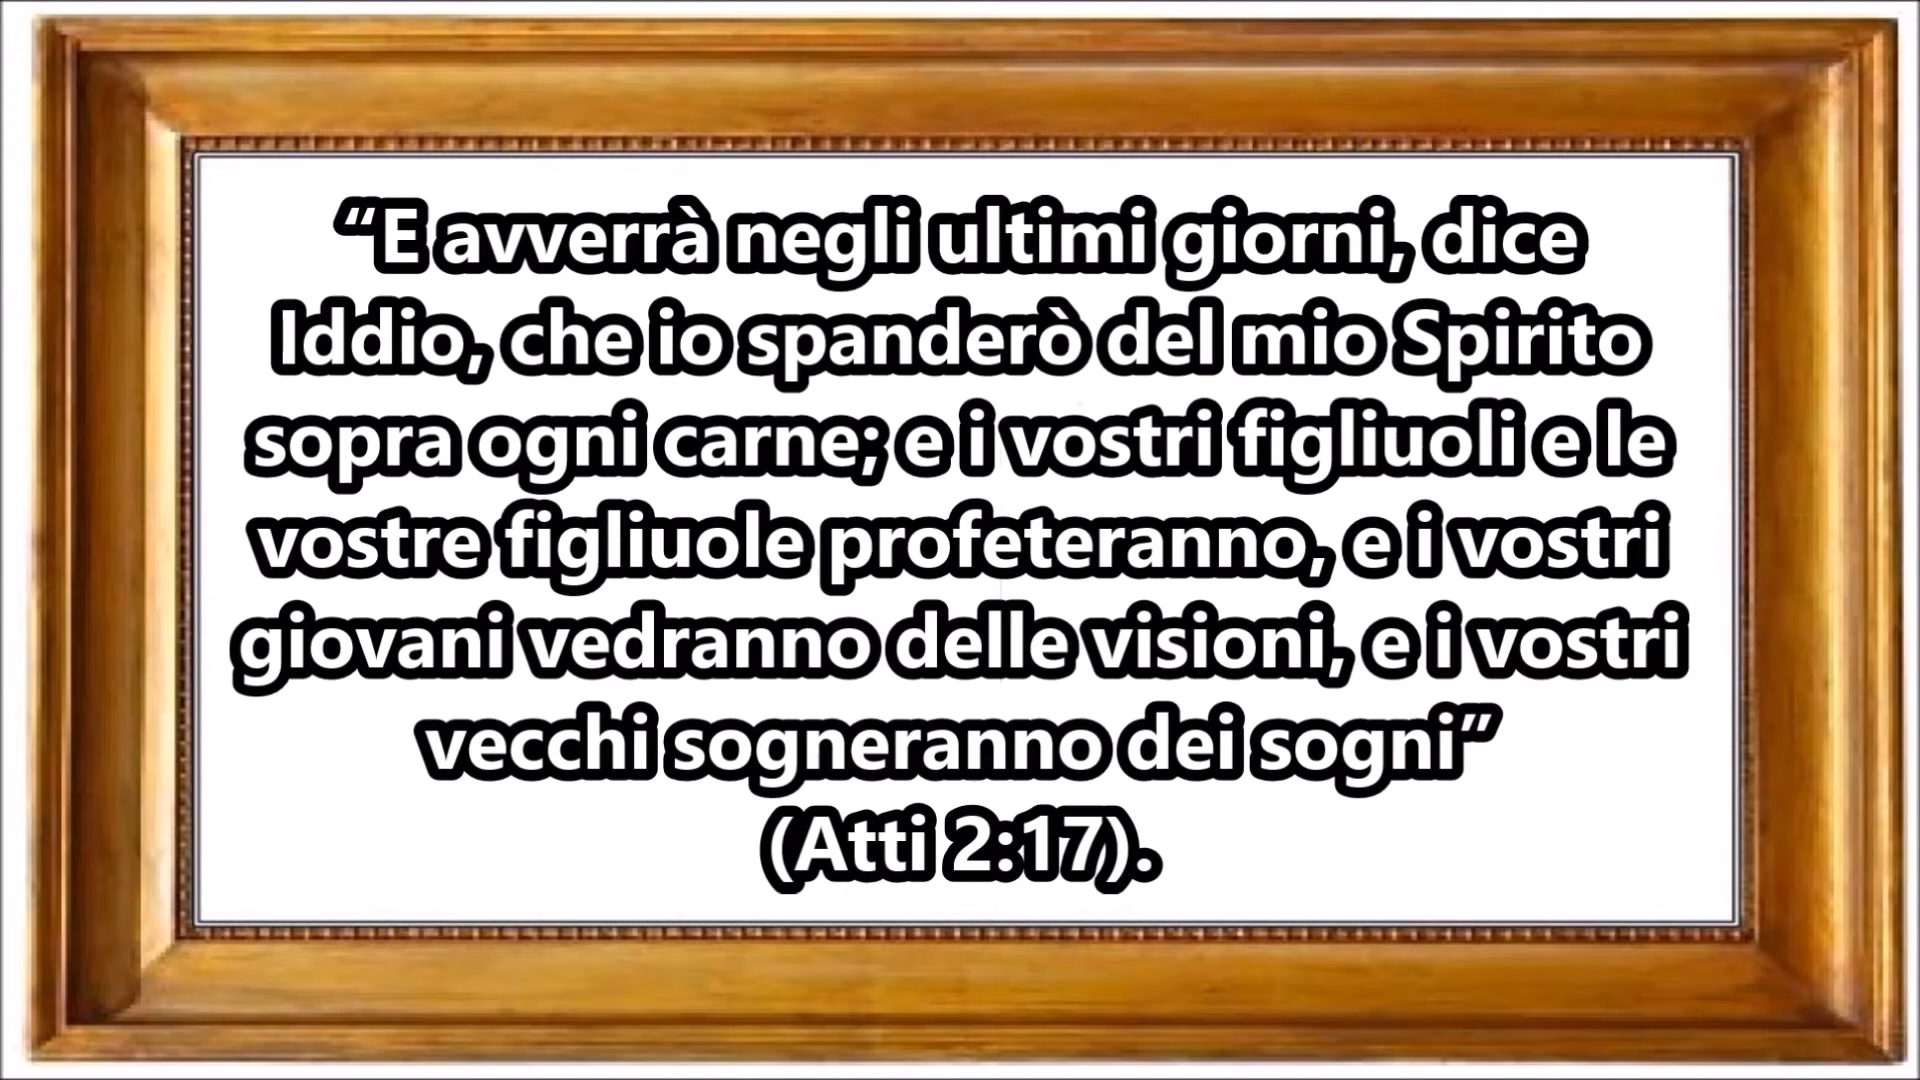 “E avverrà negli ultimi giorni, dice
Iddio, che io spanderò del mio Spirito
sopra ogni carne; e i vostri figliuoli e le
vostre figliuole profeteranno, e i vostri
giovani vedranno delle visioni, e i vostri
vecchi sogneranno dei sogni”
(Atti 2:17).